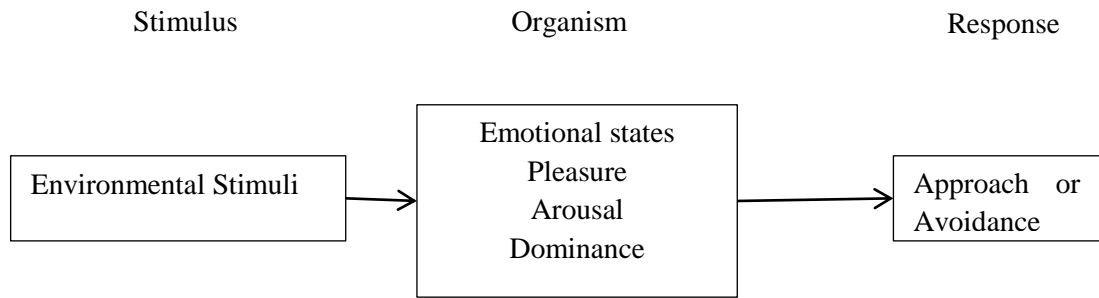 Stimulus
Organism
Response
Environmental Stimuli
Emotional states
Pleasure
Arousal
Dominance
Approach or
Avoidance